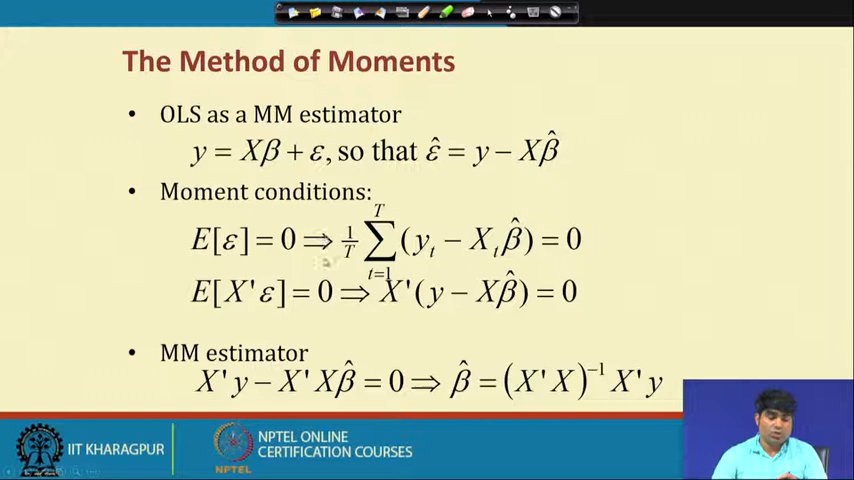 The Method of Moments
• OLS as a MM estimator
y = Xβ + ε, so that ε̂ = y − Xβ̂
• Moment conditions:
E[ε] = 0 ⇒ 1/T ∑_{t=1}^{T} (y_t − X_t β̂) = 0
E[X'ε] = 0 ⇒ X'(y − Xβ̂) = 0
• MM estimator
X'y − X'Xβ̂ = 0 ⇒ β̂ = (X'X)⁻¹ X'y
IIT KHARAGPUR
NPTEL
NPTEL ONLINE
CERTIFICATION COURSES